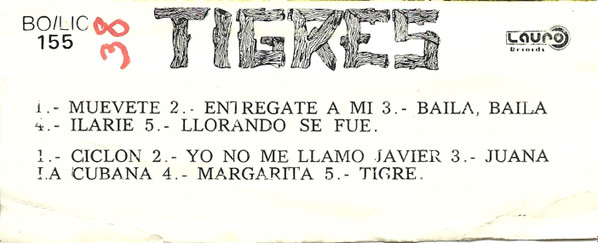 BO/LIC
155
38
TIGRES
Lauro
Records
1.- MUEVETE 2.- ENTREGATE A MI 3.- BAILA, BAILA
4.- ILARIE 5.- LLORANDO SE FUE.
1.- CICLON 2.- YO NO ME LLAMO JAVIER 3.- JUANA
LA CUBANA 4.- MARGARITA 5.- TIGRE.